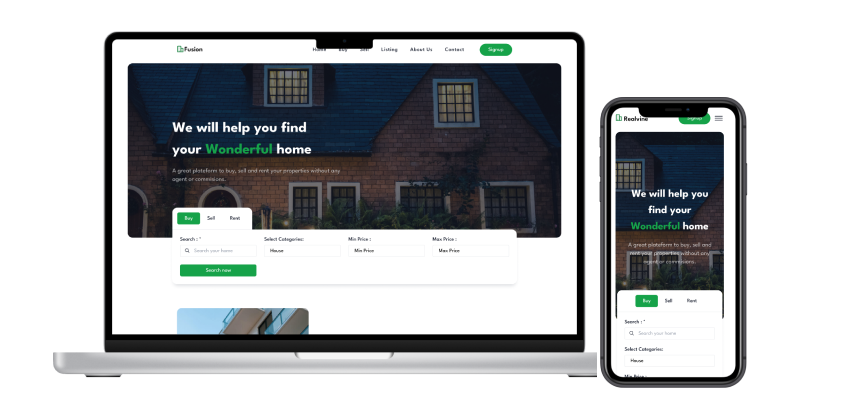 Fusion
Home Buy Sell Listing About Us Contact Signup
We will help you find
your Wonderful home
A great plateform to buy, sell and rent your properties without any
agent or commisions.
Buy Sell Rent
Search : * Select Categories: Min Price : Max Price :
Search your home House Min Price Max Price
Search now
Realvine
Signup
We will help you
find your
Wonderful home
A great plateform to buy, sell and
rent your properties without any
agent or commisions.
Buy Sell Rent
Search : *
Search your home
Select Categories:
House
Min Price :